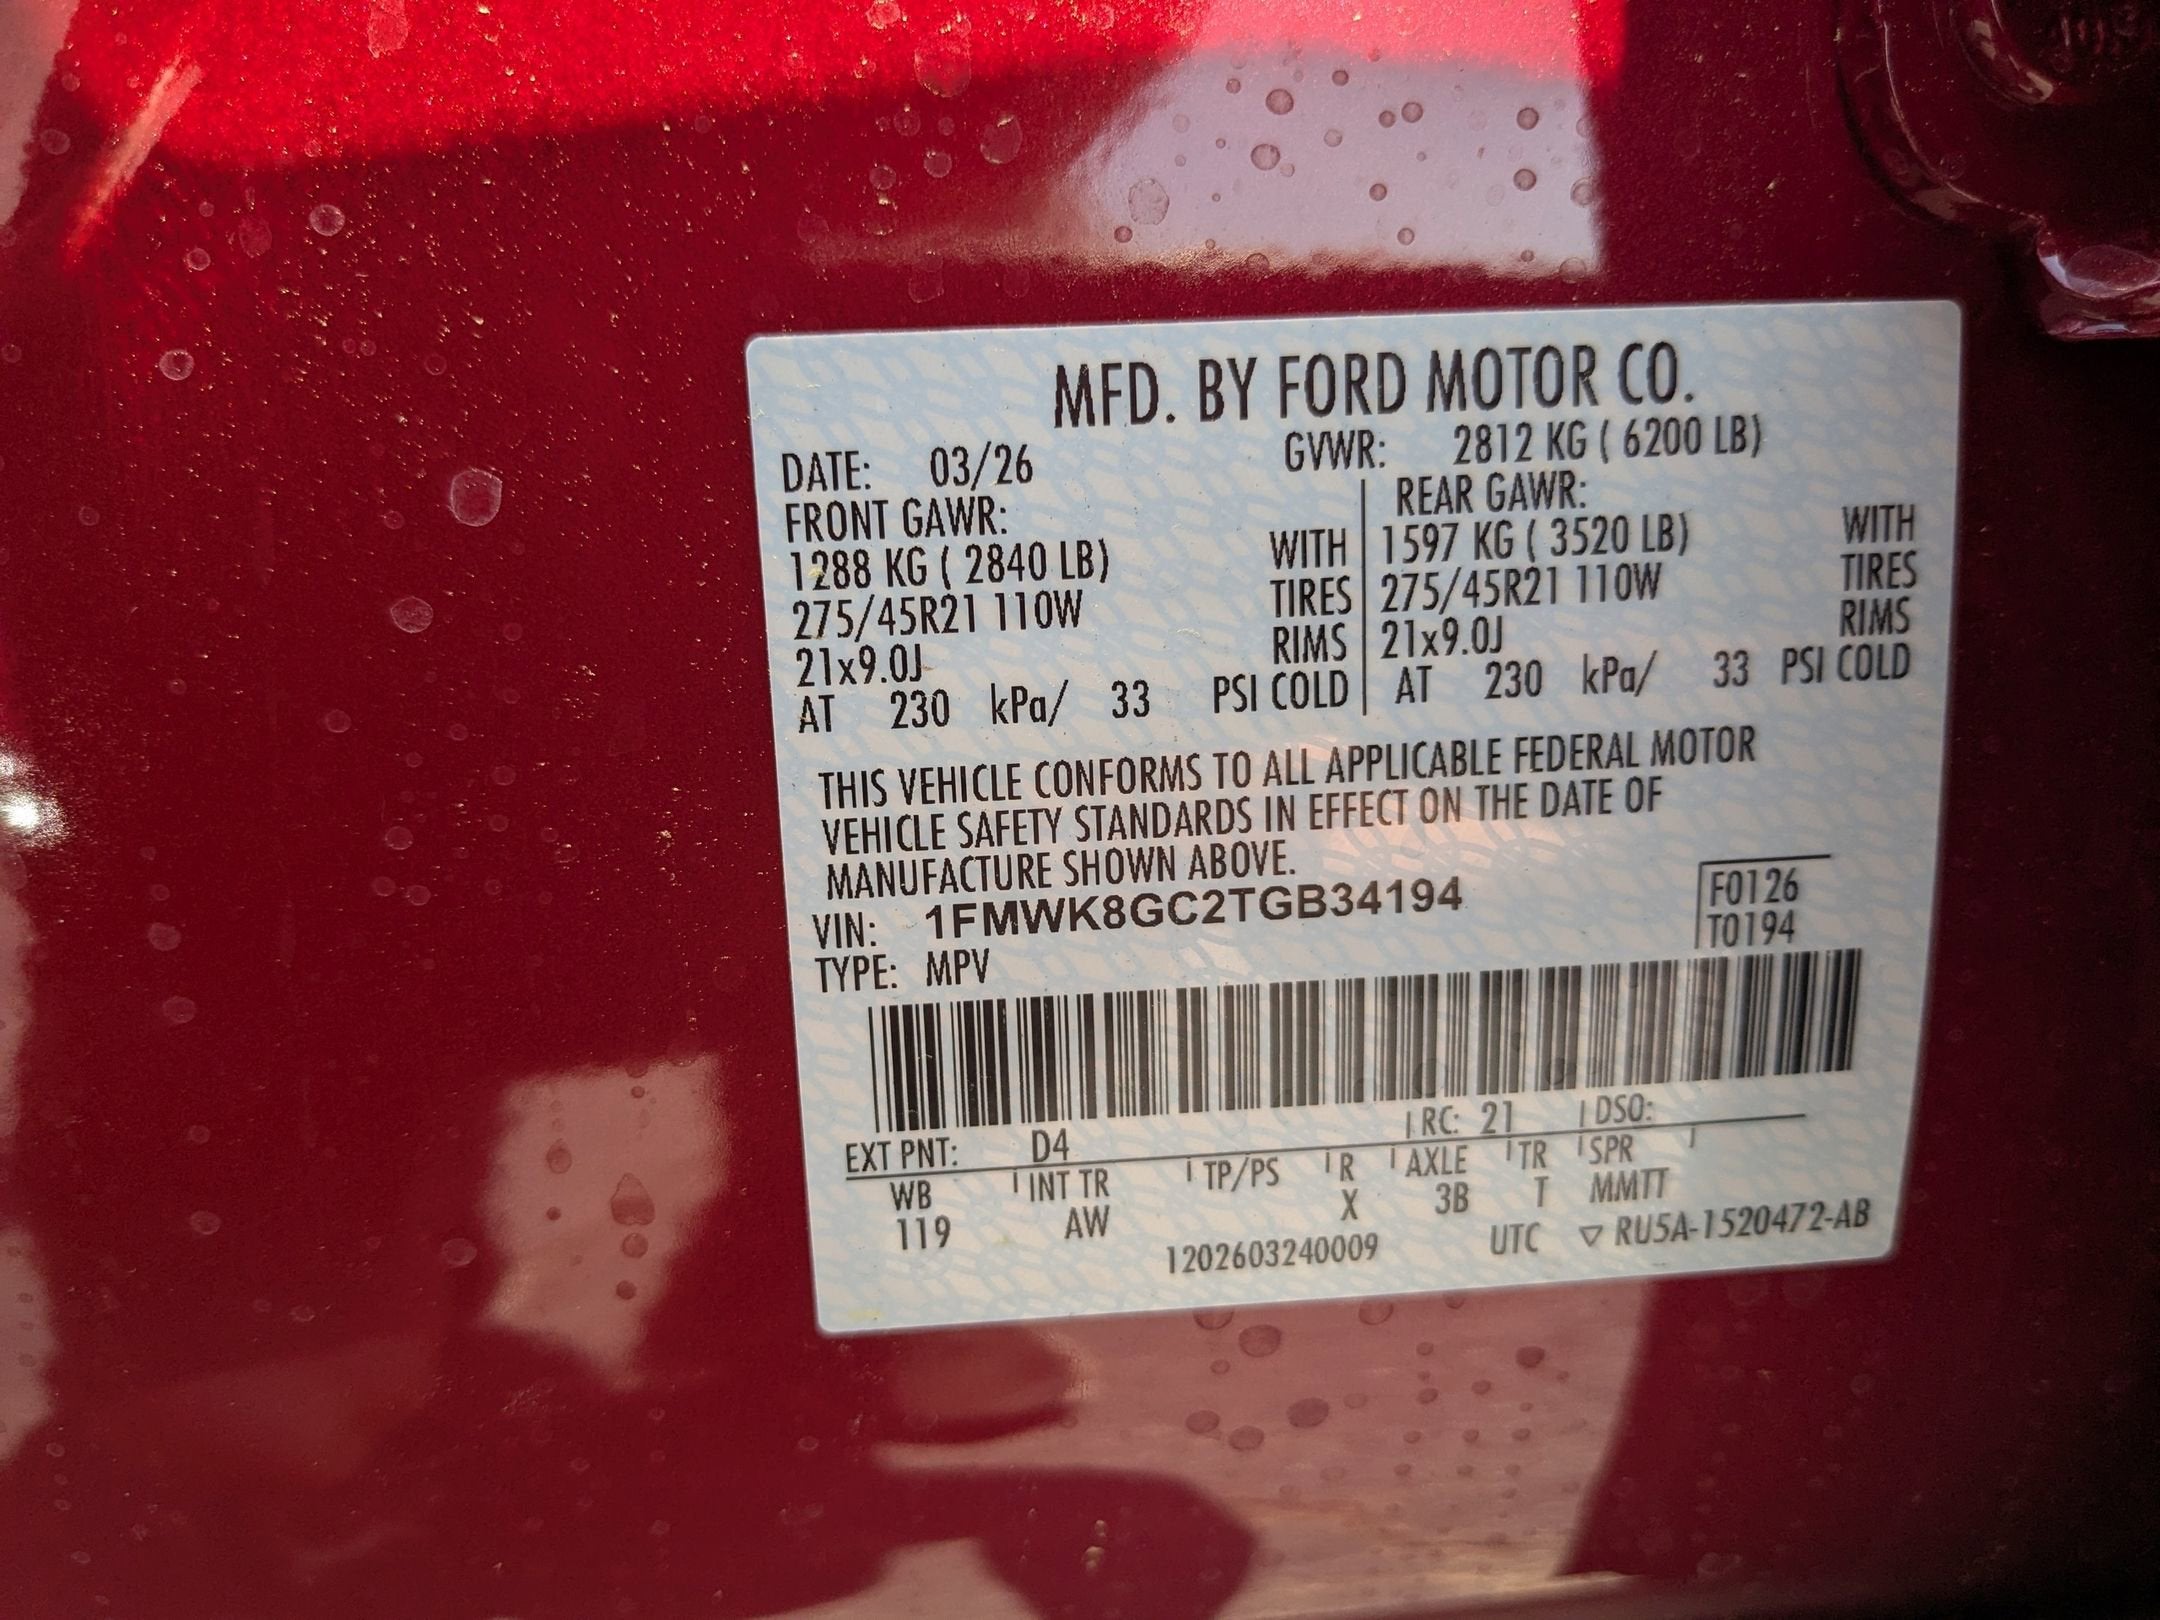 MFD. BY FORD MOTOR CO.
DATE: 03/26 GVWR: 2812 KG ( 6200 LB)
FRONT GAWR: REAR GAWR:
1288 KG ( 2840 LB) WITH 1597 KG ( 3520 LB) WITH
275/45R21 110W TIRES 275/45R21 110W TIRES
21x9.0J RIMS 21x9.0J RIMS
AT 230 kPa/ 33 PSI COLD AT 230 kPa/ 33 PSI COLD
THIS VEHICLE CONFORMS TO ALL APPLICABLE FEDERAL MOTOR
VEHICLE SAFETY STANDARDS IN EFFECT ON THE DATE OF
MANUFACTURE SHOWN ABOVE.
VIN: 1FMWK8GC2TGB34194 F0126
TYPE: MPV T0194
EXT PNT: D4 RC: 21 DSO:
WB INT TR TP/PS R AXLE TR SPR
119 AW X 3B T MMTT
1202603240009 UTC ▽ RU5A-1520472-AB